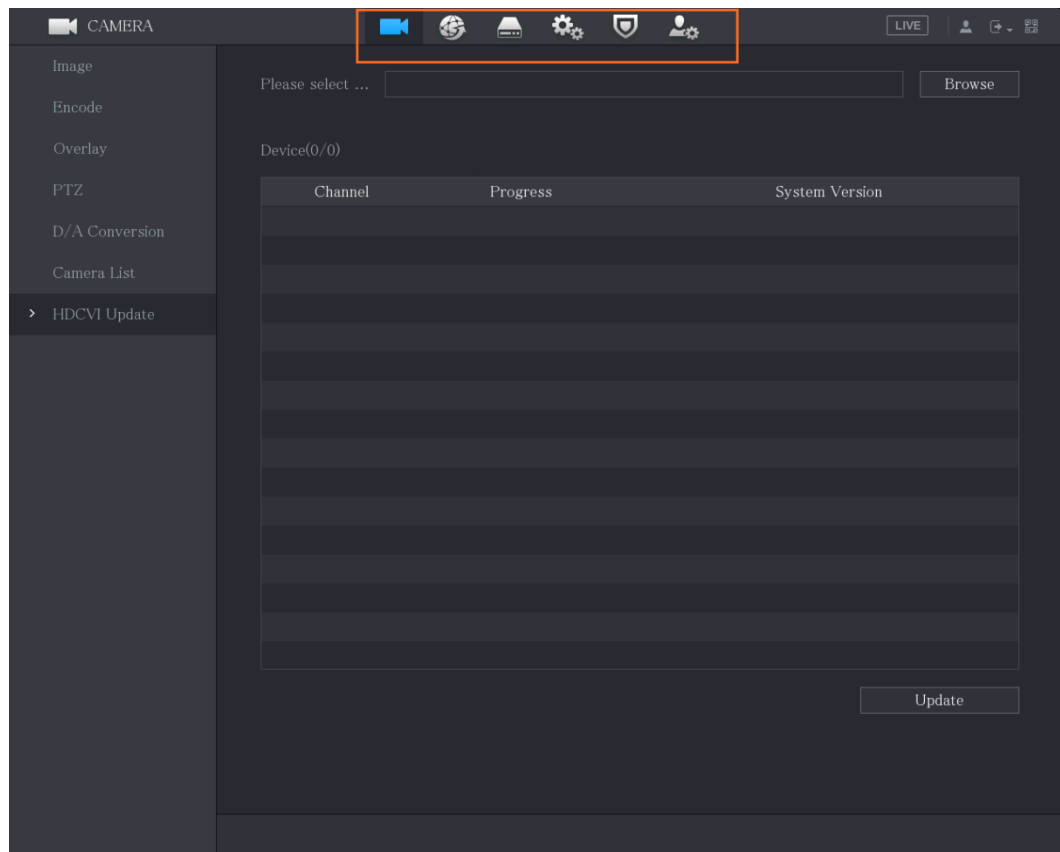 CAMERA
LIVE
Image
Encode
Overlay
PTZ
D/A Conversion
Camera List
HDCVI Update
Please select ...
Browse
Device(0/0)
Channel Progress System Version
Update